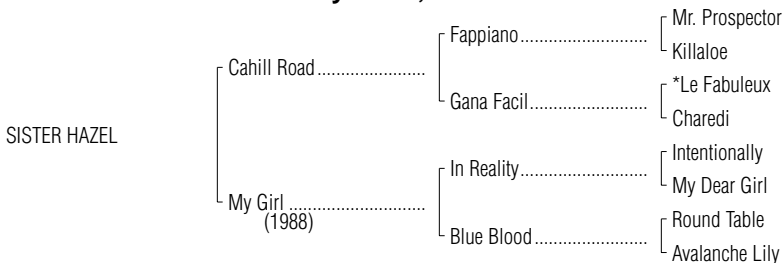 Mr. Prospector
Fappiano
Killaloe
Cahill Road
*Le Fabuleux
Gana Facil
Charedi
SISTER HAZEL
Intentionally
In Reality
My Dear Girl
My Girl
(1988)
Round Table
Blue Blood
Avalanche Lily